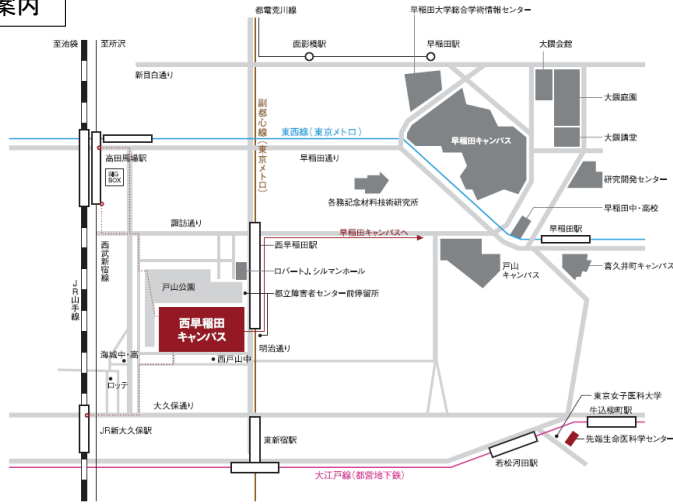 案内
都電荒川線
早稲田大学総合学術情報センター
至池袋
至所沢
面影橋駅
早稲田駅
大隈会館
新目白通り
大隈庭園
副都心線(東京メトロ)
東西線(東京メトロ)
早稲田キャンパス
大隈講堂
高田馬場駅
早稲田通り
BIG
BOX
研究開発センター
各務記念材料技術研究所
早稲田中・高校
諏訪通り
早稲田キャンパスへ
早稲田駅
西武新宿線
西早稲田駅
戸山
キャンパス
喜久井町キャンパス
ロバートJ.シルマンホール
JR山手線
戸山公園
都立障害者センター前停留所
西早稲田
キャンパス
明治通り
海城中・高
西戸山中
ロッテ
大久保通り
東京女子医科大学
牛込柳町駅
JR新大久保駅
東新宿駅
先端生命医科学センター
若松河田駅
大江戸線(都営地下鉄)